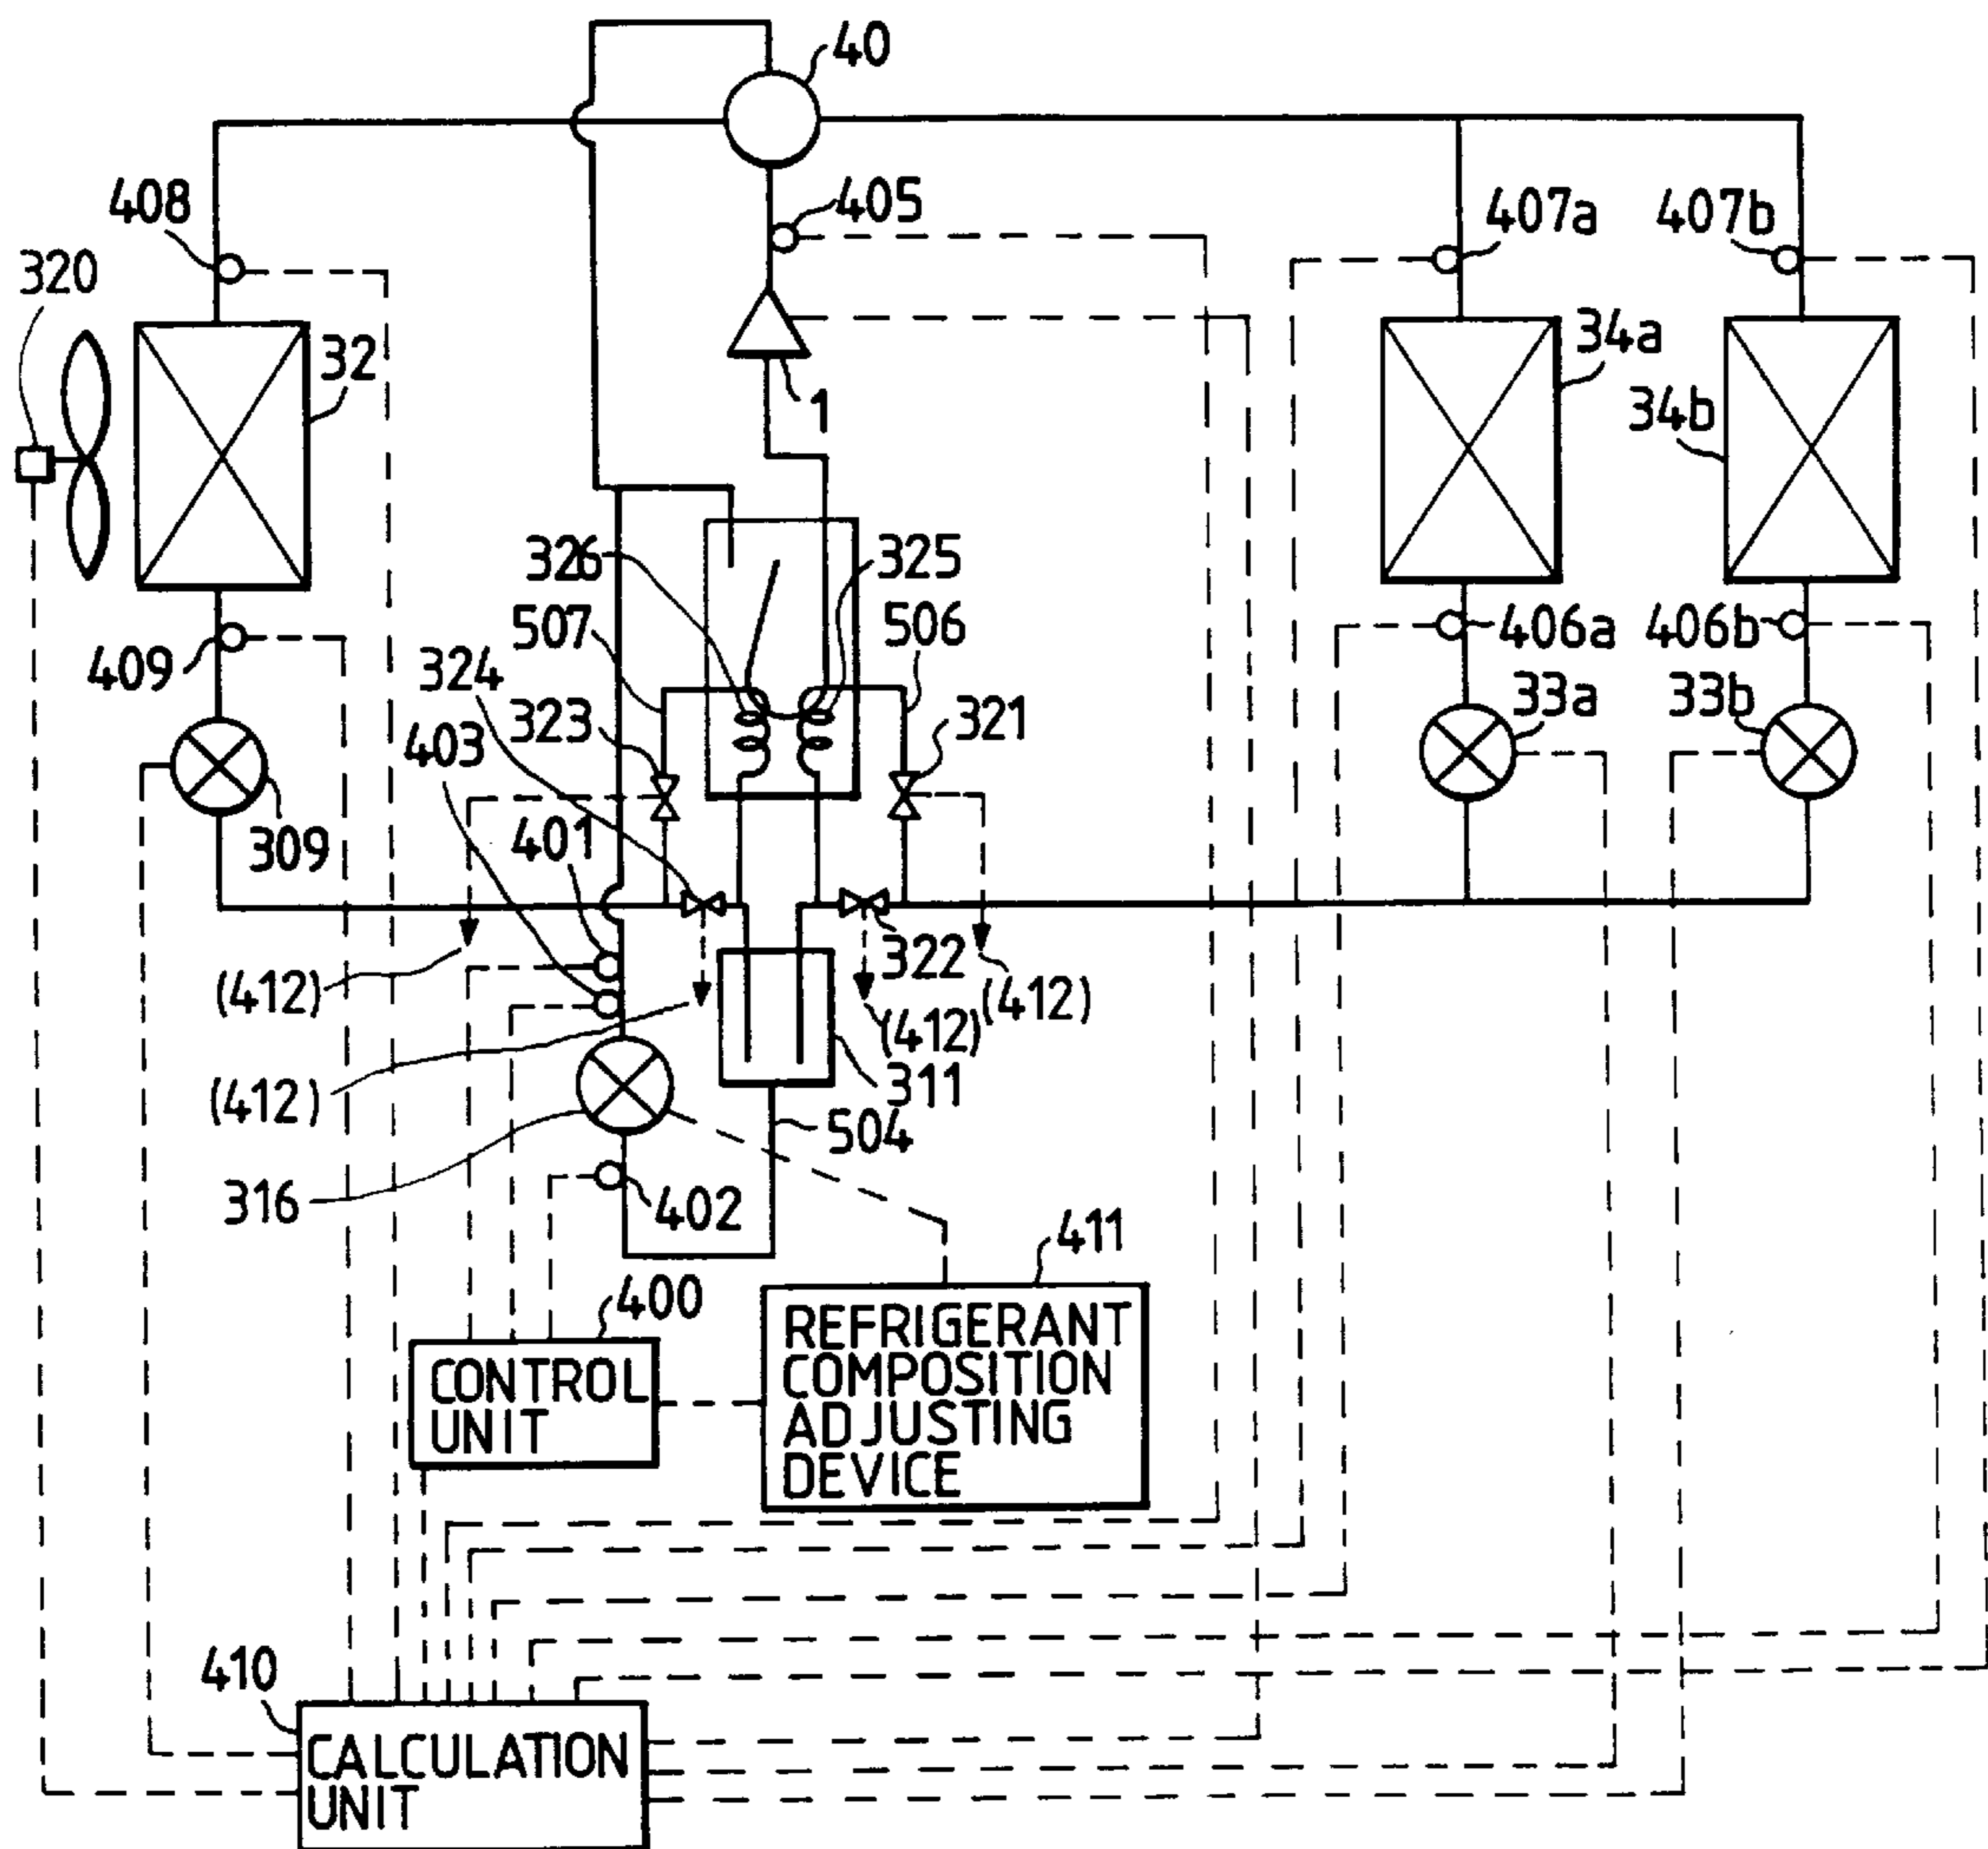 40
408
405
407a
407b
320
32
34a
1
34b
326
325
507
506
409
324
406a
406b
323
321
33a
33b
403
309
401
322
(412)
(412)
(412)
311
(412)
504
316
402
411
400
REFRIGERANT
COMPOSITION
ADJUSTING
DEVICE
CONTROL
UNIT
410
CALCULATION
UNIT